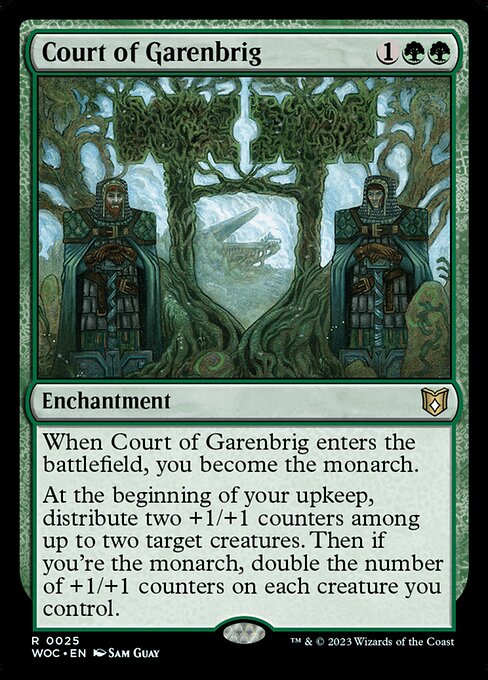 Court of Garenbrig 1
Enchantment
When Court of Garenbrig enters the
battlefield, you become the monarch.
At the beginning of your upkeep,
distribute two +1/+1 counters among
up to two target creatures. Then if
you're the monarch, double the number
of +1/+1 counters on each creature you
control.
R 0025
WOC • EN Sam Guay
™ & © 2023 Wizards of the Coast